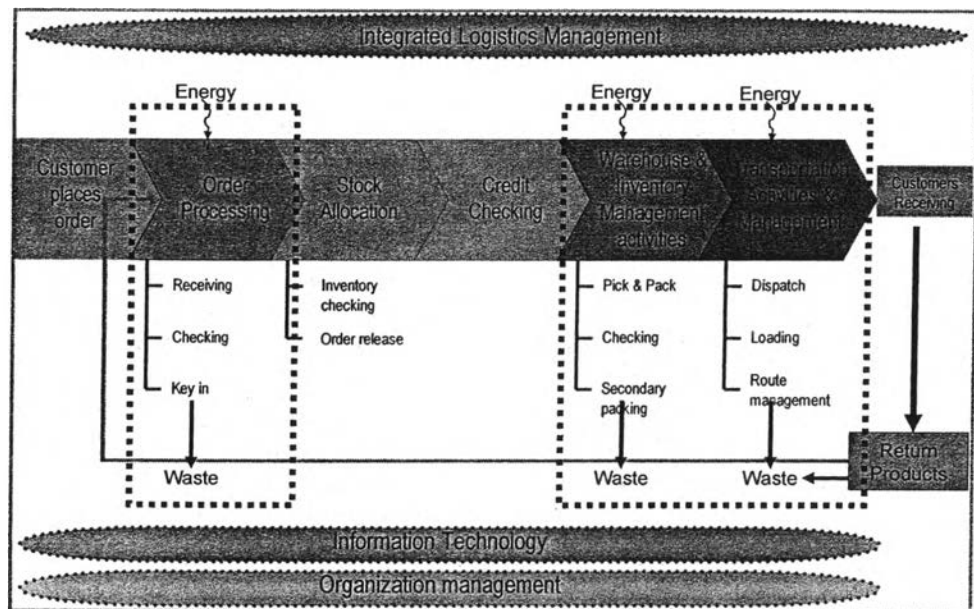 Integrated Logistics Management
Energy
Energy
Energy
Customer
places
order
Order
Processing
Stock
Allocation
Credit
Checking
Warehouse &
Inventory
Management
activities
Transportation
activities &
Management
Customers
Receiving
Receiving
Checking
Key in
Inventory
checking
Order release
Pick & Pack
Checking
Secondary
packing
Dispatch
Loading
Route
management
Waste
Waste
Waste
Return
Products
Information Technology
Organization management